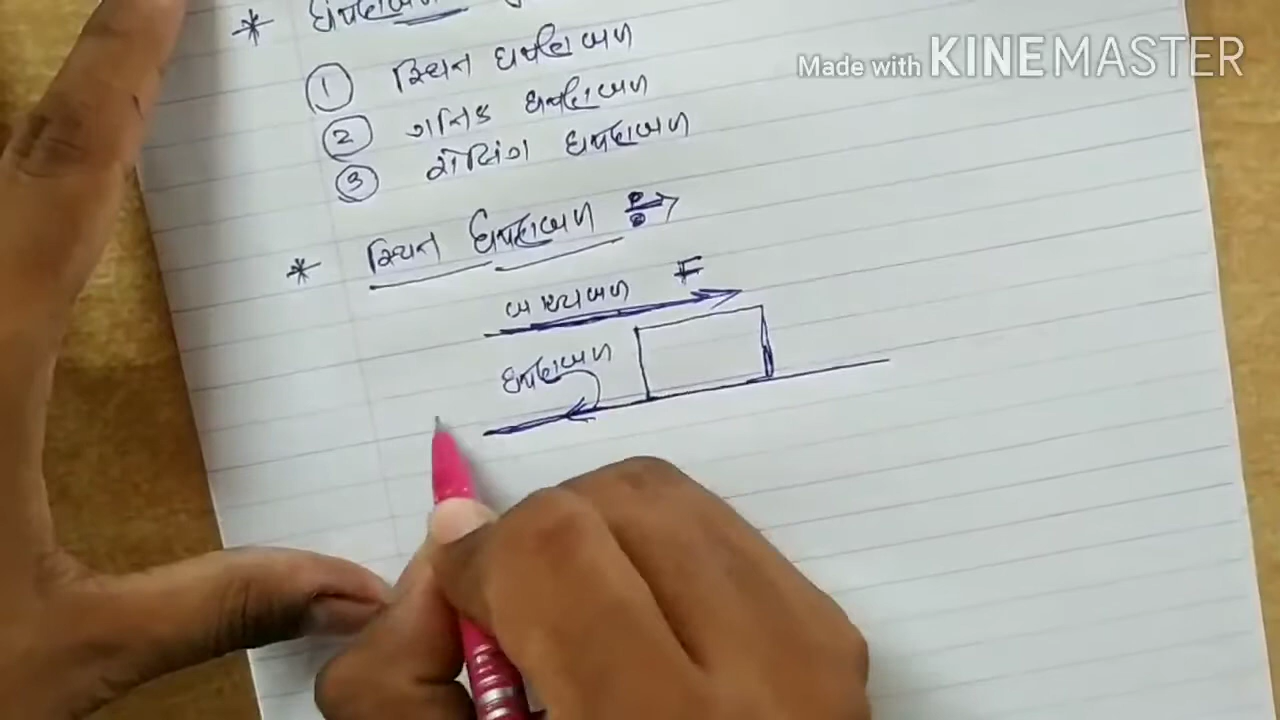 Made with KINEMASTER
* ઘર્ષણબળ
① સ્થિત ઘર્ષણબળ
② ગતિક ઘર્ષણબળ
③ રોલિંગ ઘર્ષણબળ
* સ્થિત ઘર્ષણબળ
બાહ્યબળ F
ઘર્ષણબળ